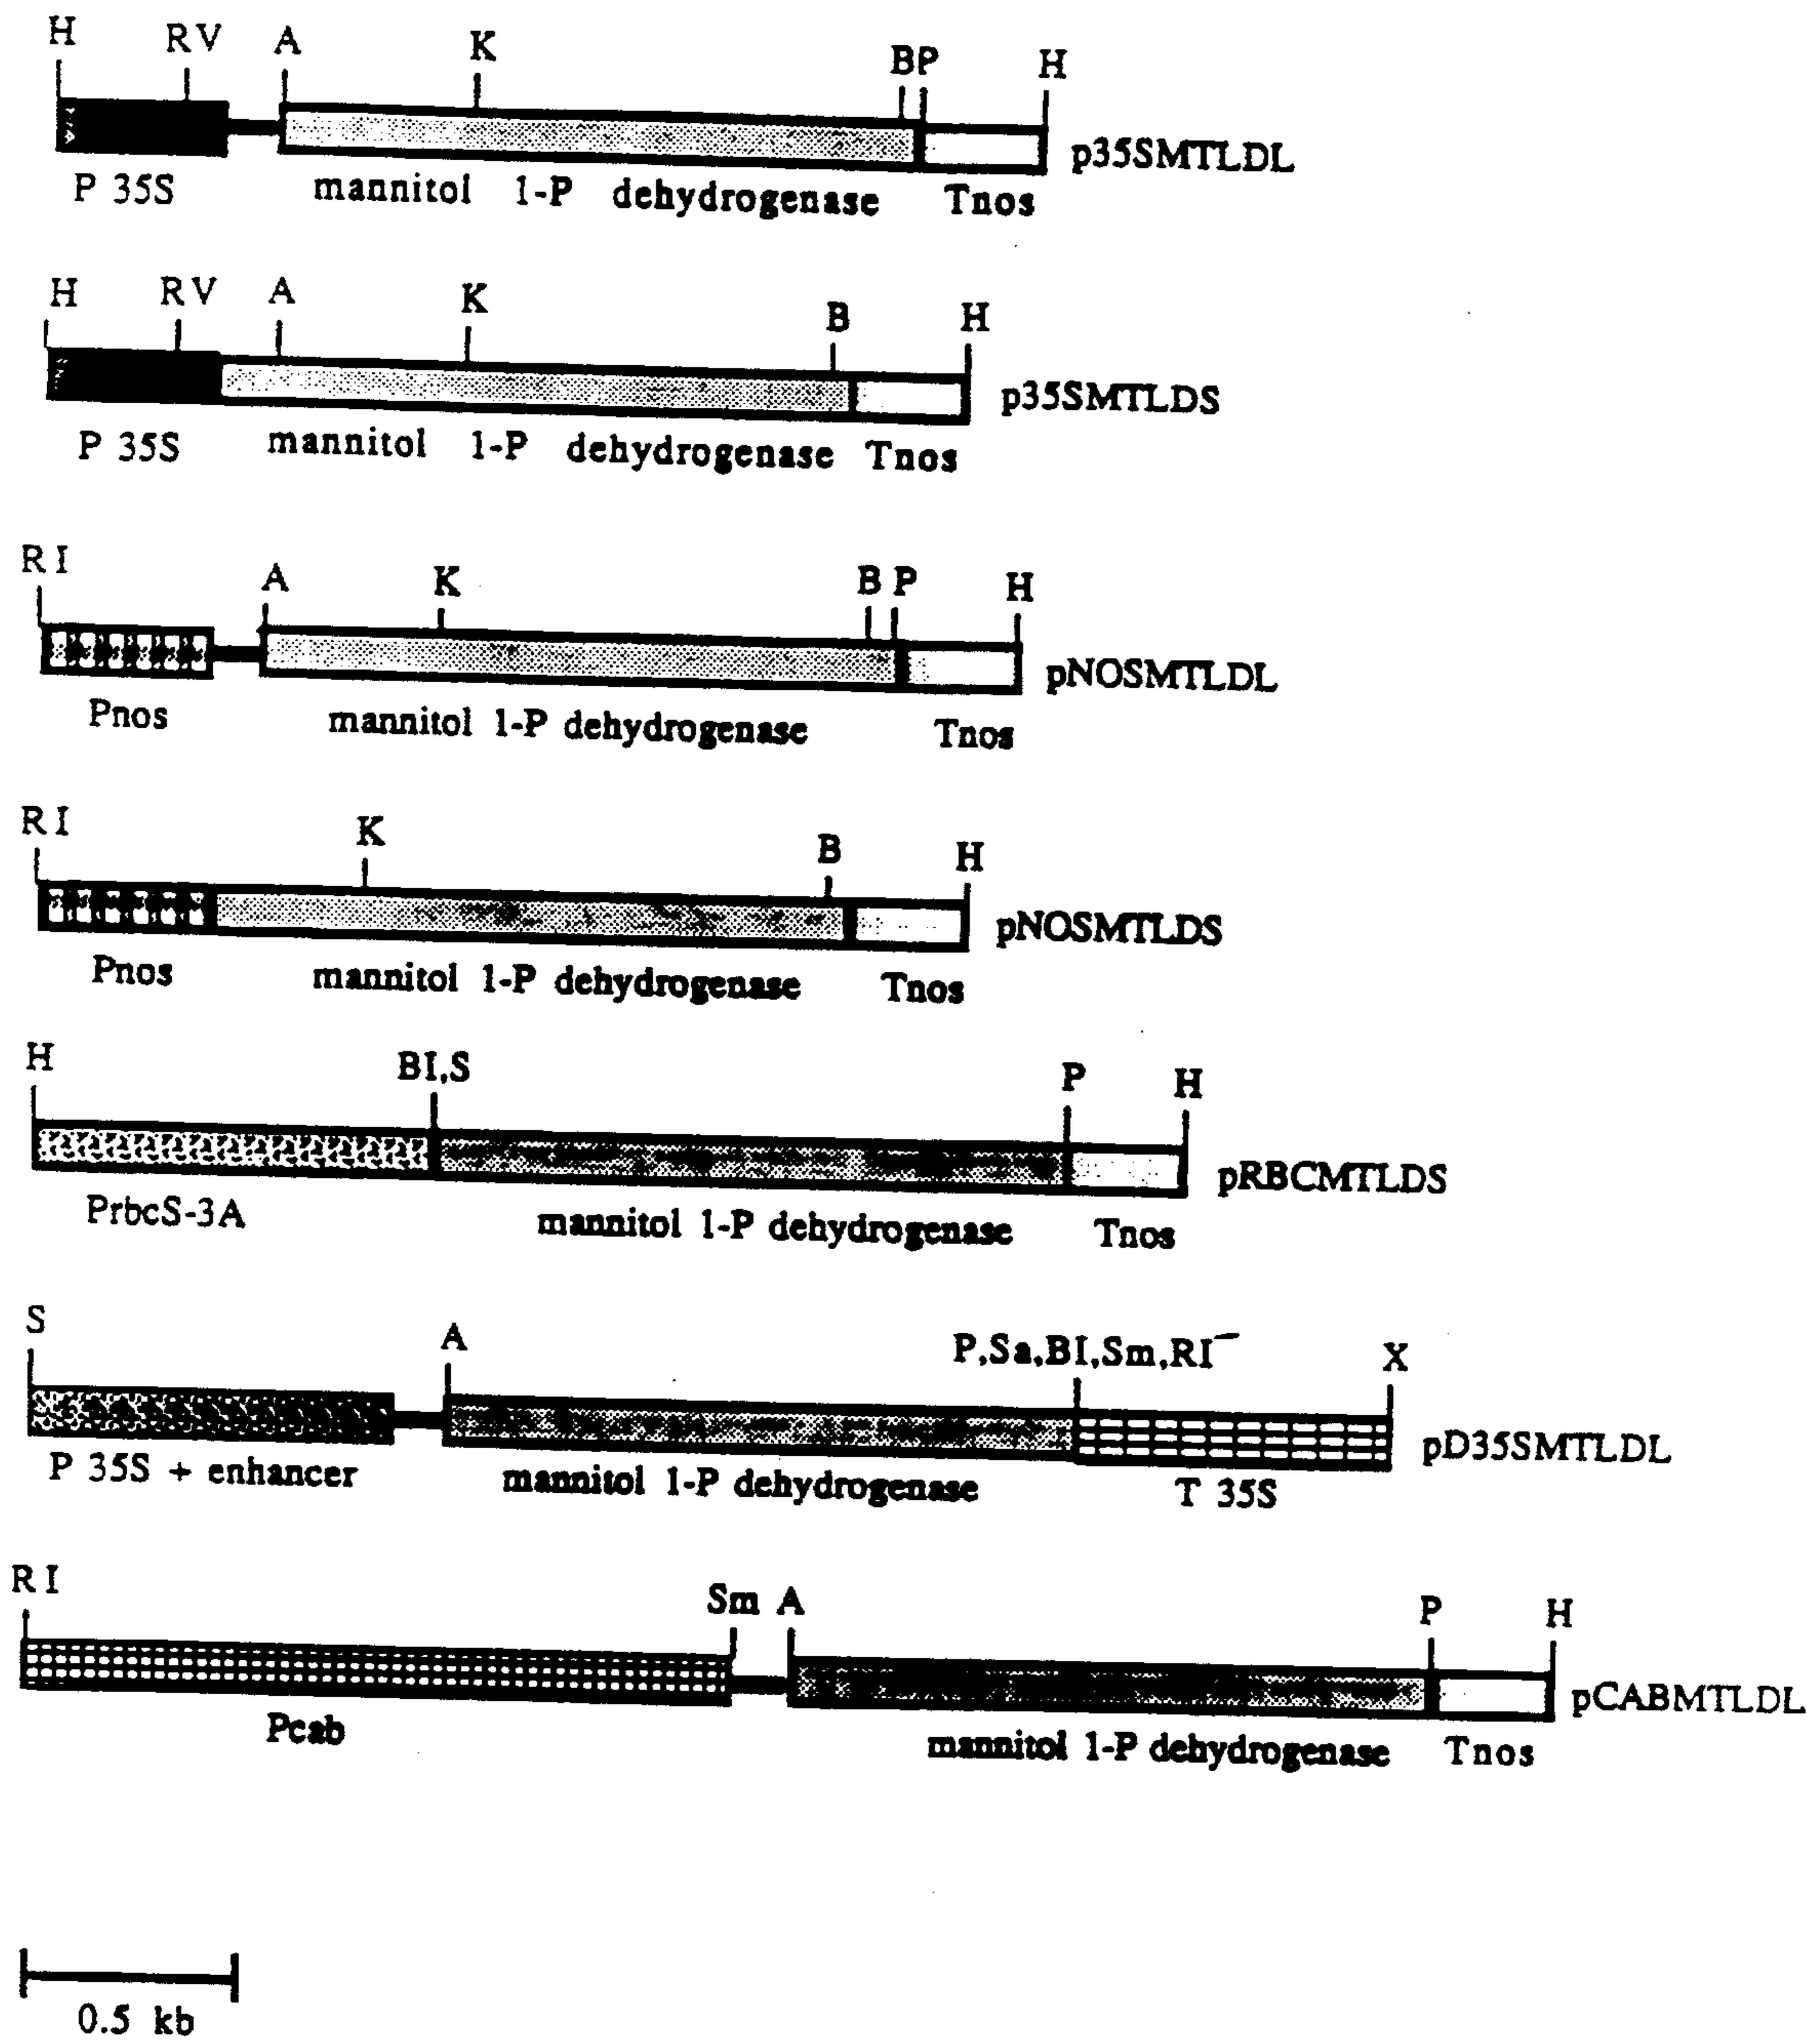 H RV A K BP H
p35SMTLDL
P 35S mannitol 1-P dehydrogenase Tnos
H RV A K B H
p35SMTLDS
P 35S mannitol 1-P dehydrogenase Tnos
RI A K B P H
pNOSMTLDL
Pnos mannitol 1-P dehydrogenase Tnos
RI K B H
pNOSMTLDS
Pnos mannitol 1-P dehydrogenase Tnos
H BI,S P H
pRBCMTLDS
PrbcS-3A mannitol 1-P dehydrogenase Tnos
S A P,Sa,BI,Sm,RI⁻ X
pD35SMTLDL
P 35S + enhancer mannitol 1-P dehydrogenase T 35S
RI Sm A P H
pCABMTLDL
Pcab mannitol 1-P dehydrogenase Tnos
0.5 kb